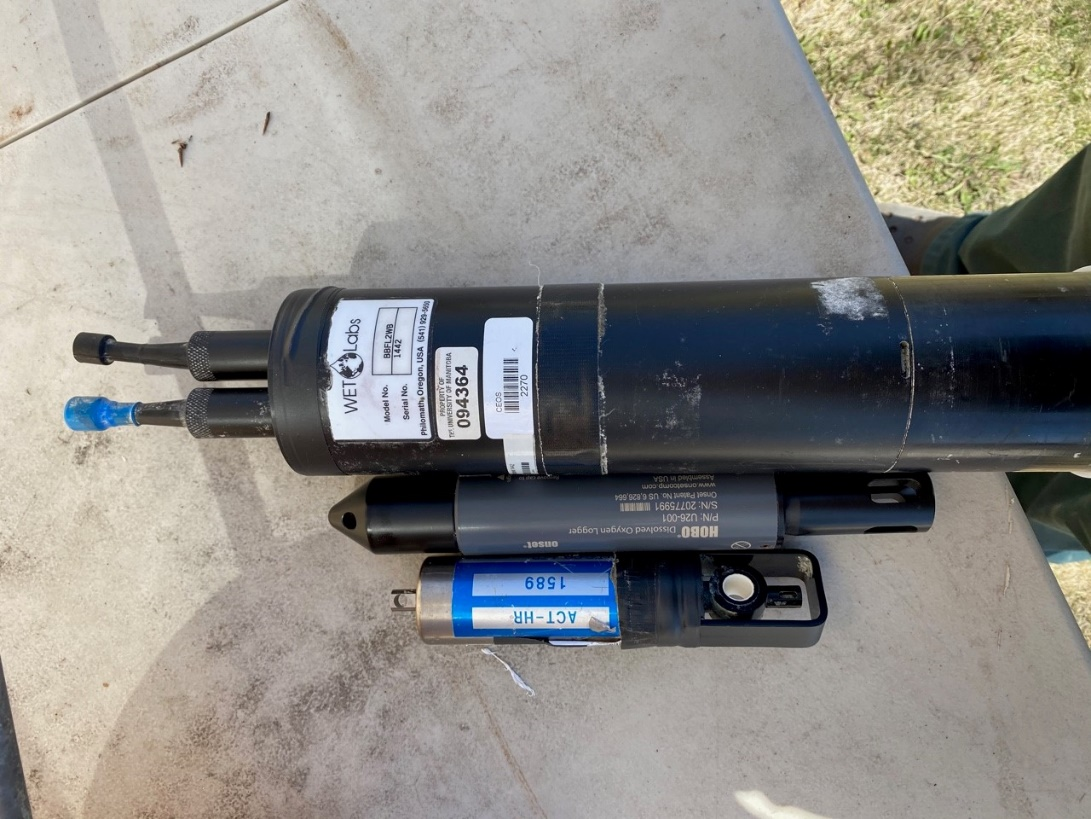 WET Labs
Model No. BBFL2WB
Serial No. 1442
Philomath, Oregon, USA (541) 929-5650
PROPERTY OF
THE UNIVERSITY OF MANITOBA
094364
CEOS
2270
HOBO® Dissolved Oxygen Logger
P/N: U26-001
S/N: 20775991
Onset Patent No. US 6,826,664
www.onsetcomp.com
Assembled in USA
onset
ACT-HR
1589